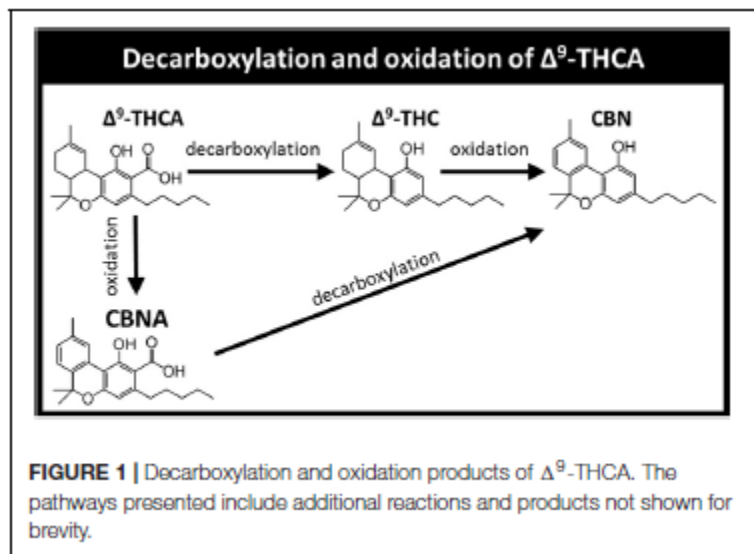 Decarboxylation and oxidation of Δ⁹-THCA
Δ⁹-THCA
Δ⁹-THC
CBN
decarboxylation
oxidation
OH
O
OH
O
OH
O
OH
O
oxidation
decarboxylation
CBNA
OH
O
OH
O
FIGURE 1 | Decarboxylation and oxidation products of Δ⁹-THCA. The
pathways presented include additional reactions and products not shown for
brevity.